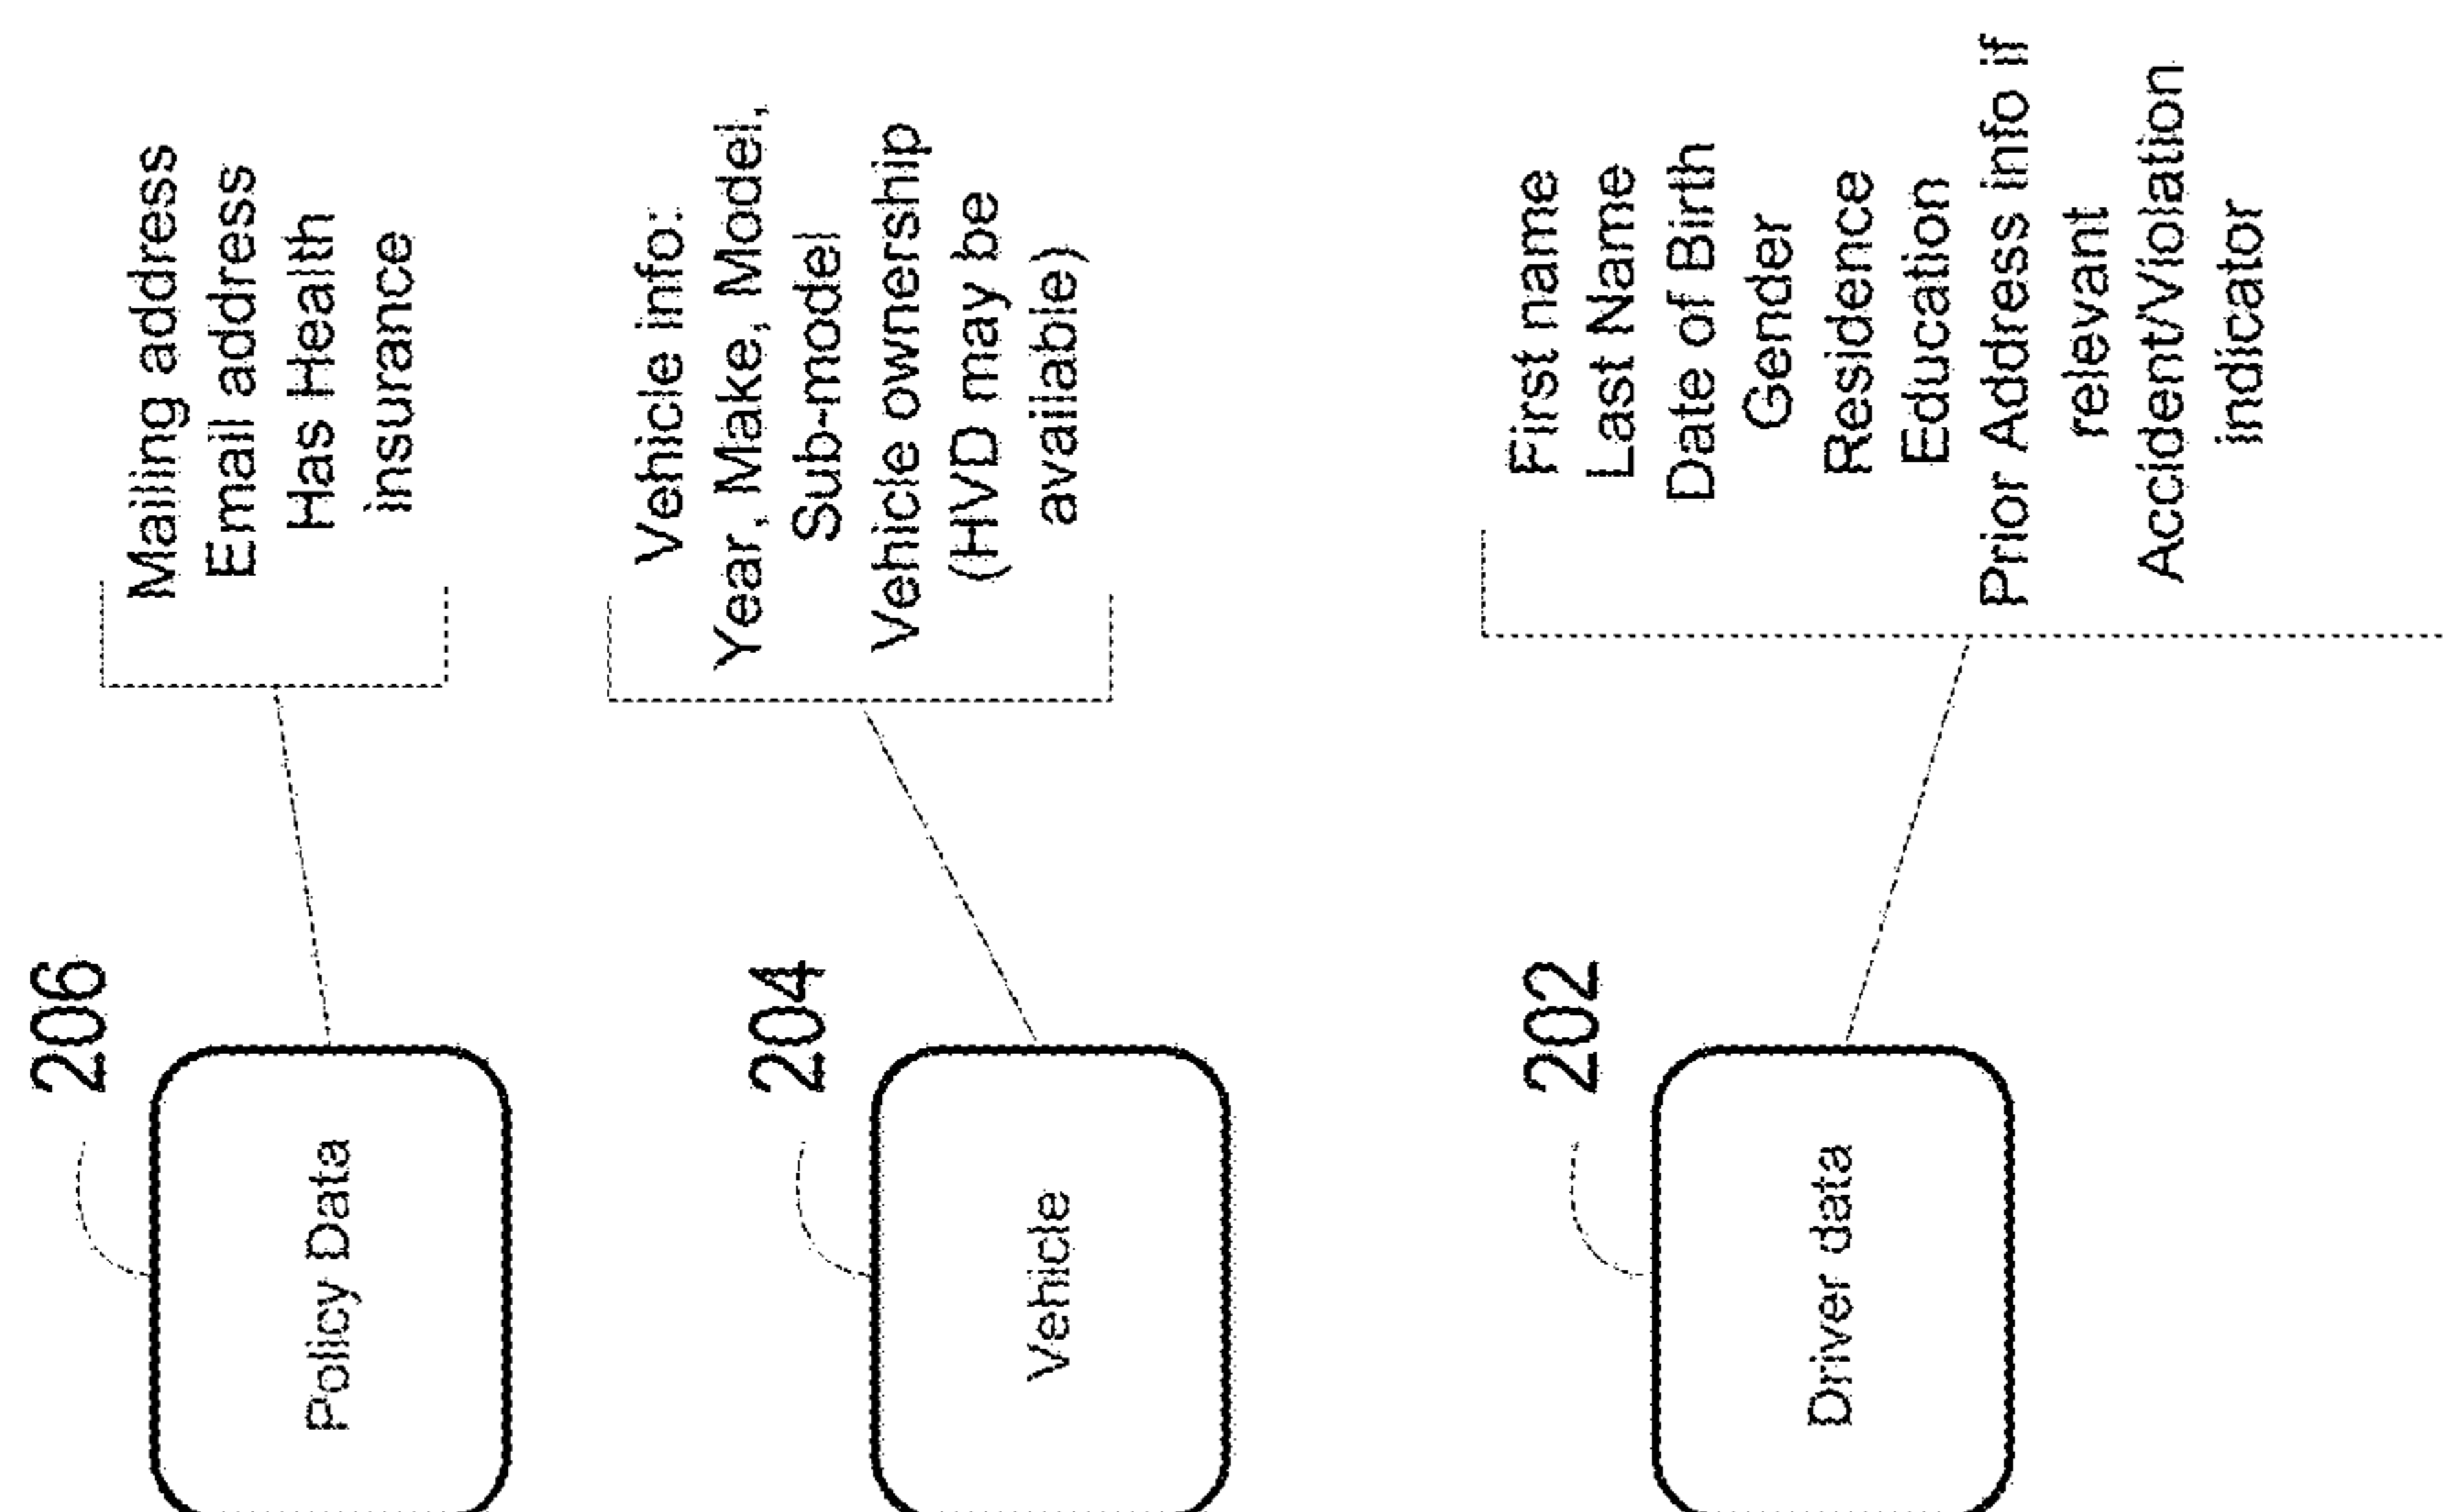 206
Policy Data
Mailing address
Email address
Has Health
insurance
204
Vehicle
Vehicle info:
Year, Make, Model,
Sub-model
Vehicle ownership
(HVD may be
available)
202
Driver data
First name
Last Name
Date of Birth
Gender
Residence
Education
Prior Address info if
relevant
Accident/Violation
indicator